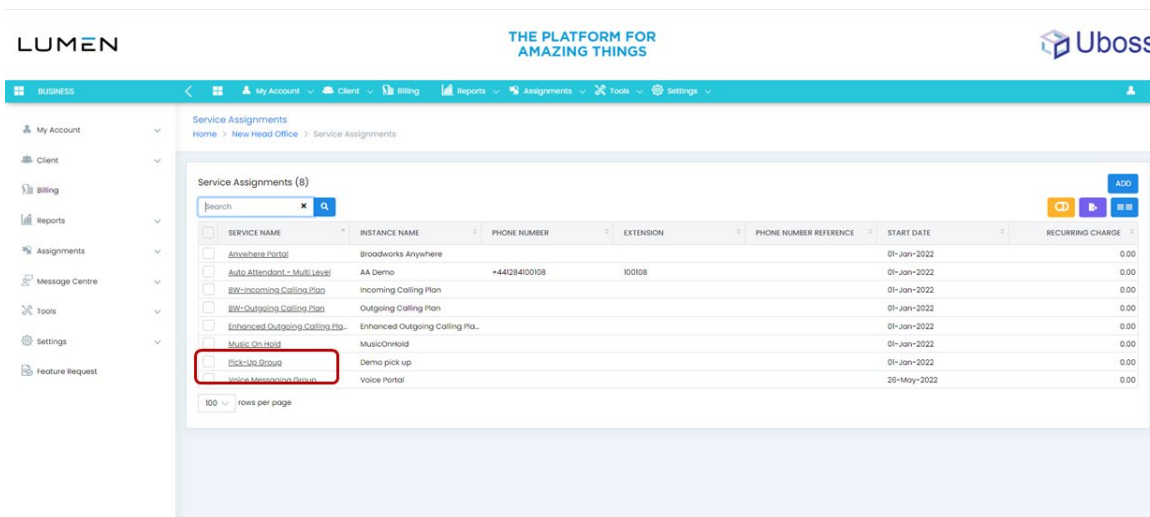 LUMEN
THE PLATFORM FOR
AMAZING THINGS
Uboss
BUSINESS
My Account
Client
Billing
Reports
Assignments
Tools
Settings
My Account
Client
Billing
Reports
Assignments
Message Centre
Tools
Settings
Feature Request
Service Assignments
Home > New Head Office > Service Assignments
Service Assignments (8)
ADD
Search
SERVICE NAME INSTANCE NAME PHONE NUMBER EXTENSION PHONE NUMBER REFERENCE START DATE RECURRING CHARGE
Anywhere Portal Broadworks Anywhere 01-Jan-2022 0.00
Auto Attendant - Multi Level AA Demo +441284100108 100108 01-Jan-2022 0.00
BW-Incoming Calling Plan Incoming Calling Plan 01-Jan-2022 0.00
BW-Outgoing Calling Plan Outgoing Calling Plan 01-Jan-2022 0.00
Enhanced Outgoing Calling Pla... Enhanced Outgoing Calling Pla... 01-Jan-2022 0.00
Music On Hold MusicOnHold 01-Jan-2022 0.00
Pick-Up Group Demo pick up 01-Jan-2022 0.00
Voice Messaging Group Voice Portal 26-May-2022 0.00
100 rows per page